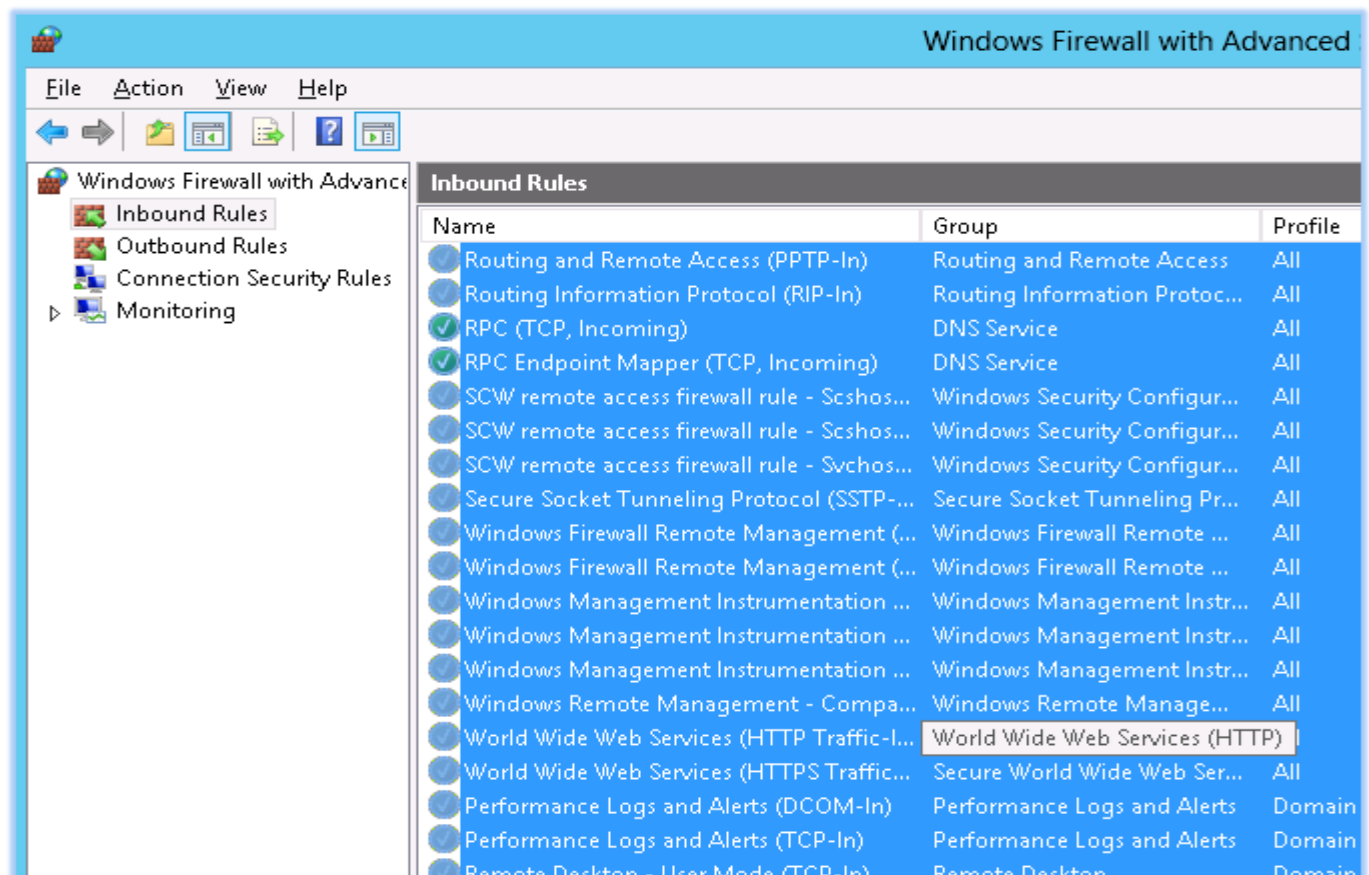 Windows Firewall with Advanced
File Action View Help
Windows Firewall with Advance
Inbound Rules
Outbound Rules
Connection Security Rules
Monitoring
Inbound Rules
Name Group Profile
Routing and Remote Access (PPTP-In) Routing and Remote Access All
Routing Information Protocol (RIP-In) Routing Information Protoc... All
RPC (TCP, Incoming) DNS Service All
RPC Endpoint Mapper (TCP, Incoming) DNS Service All
SCW remote access firewall rule - Scshos... Windows Security Configur... All
SCW remote access firewall rule - Scshos... Windows Security Configur... All
SCW remote access firewall rule - Svchos... Windows Security Configur... All
Secure Socket Tunneling Protocol (SSTP-... Secure Socket Tunneling Pr... All
Windows Firewall Remote Management (... Windows Firewall Remote ... All
Windows Firewall Remote Management (... Windows Firewall Remote ... All
Windows Management Instrumentation ... Windows Management Instr... All
Windows Management Instrumentation ... Windows Management Instr... All
Windows Management Instrumentation ... Windows Management Instr... All
Windows Remote Management - Compa... Windows Remote Manage... All
World Wide Web Services (HTTP Traffic-I... World Wide Web Services (HTTP)
World Wide Web Services (HTTPS Traffic... Secure World Wide Web Ser... All
Performance Logs and Alerts (DCOM-In) Performance Logs and Alerts Domain
Performance Logs and Alerts (TCP-In) Performance Logs and Alerts Domain
Remote Desktop - User Mode (TCP-In) Remote Desktop Domain